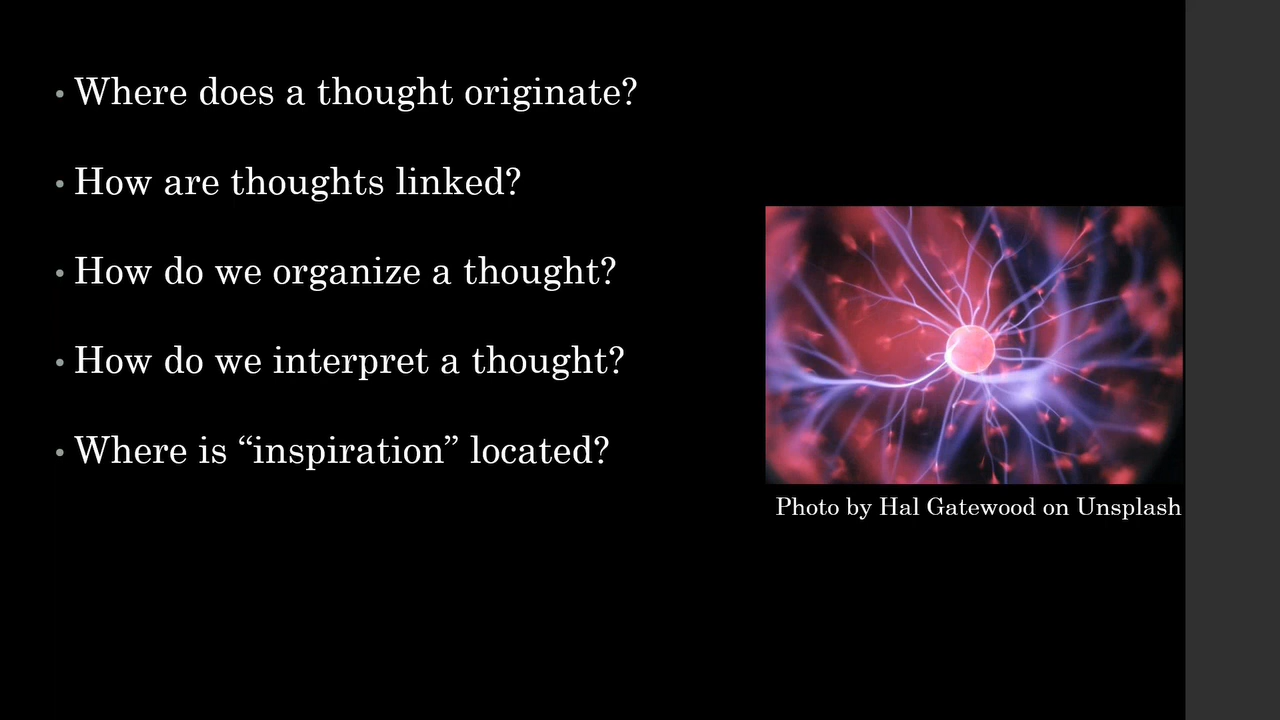 • Where does a thought originate?
• How are thoughts linked?
• How do we organize a thought?
• How do we interpret a thought?
• Where is “inspiration” located?
Photo by Hal Gatewood on Unsplash